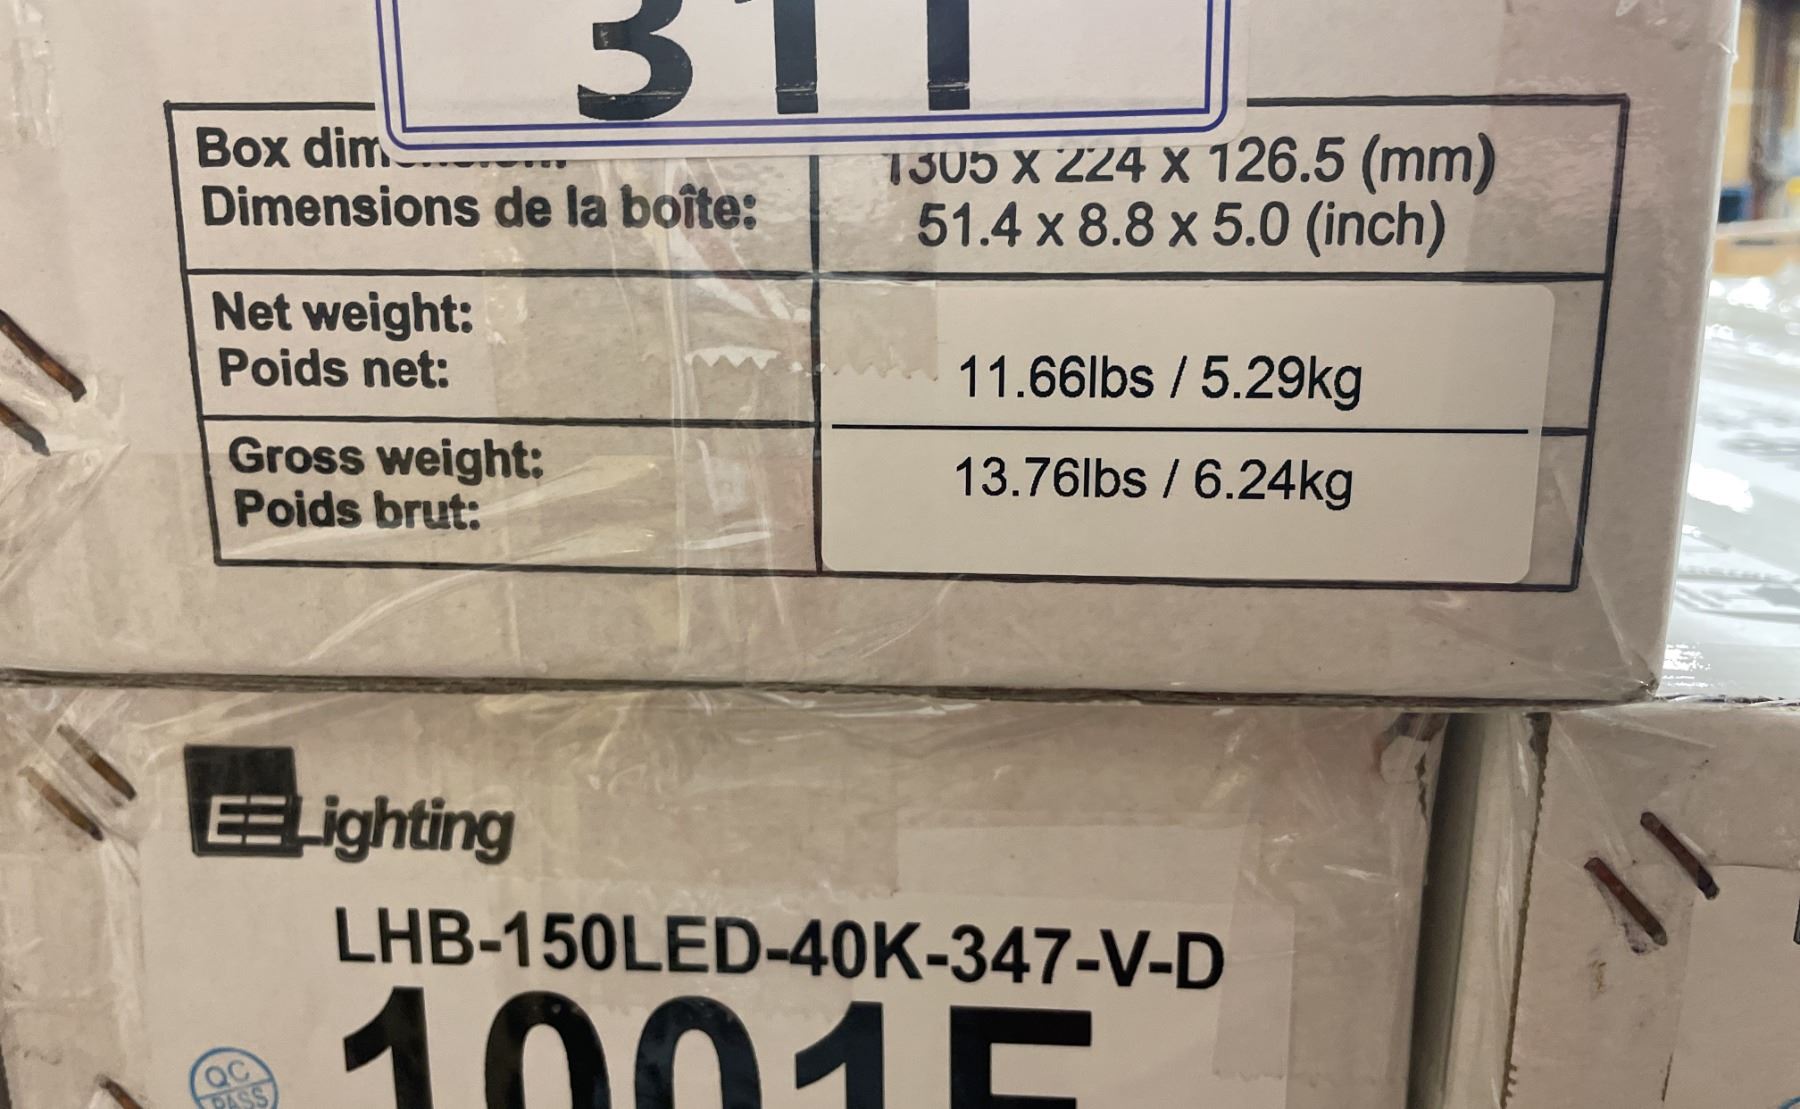 311
Box
Dimensions de la boîte:
1305 x 224 x 126.5 (mm)
51.4 x 8.8 x 5.0 (inch)
Net weight:
Poids net:
11.66lbs / 5.29kg
Gross weight:
Poids brut:
13.76lbs / 6.24kg
EELighting
LHB-150LED-40K-347-V-D
QC
PASS